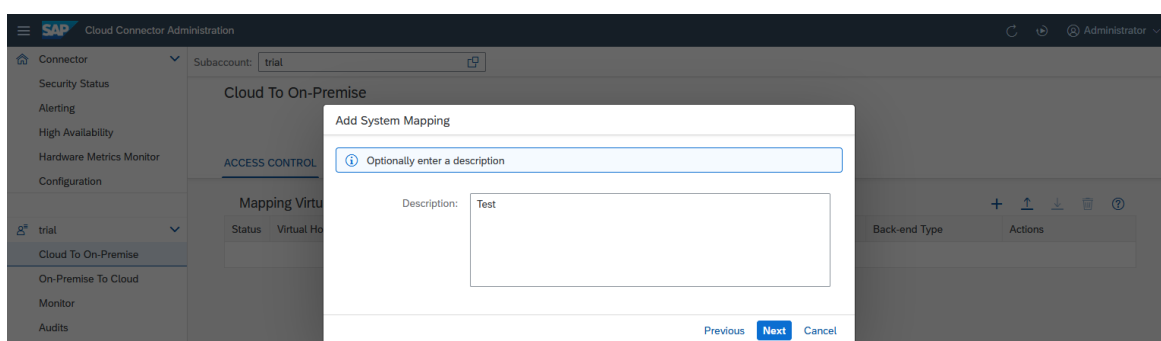 SAP Cloud Connector Administration
Administrator
Connector
Subaccount: trial
Security Status
Cloud To On-Premise
Alerting
Add System Mapping
High Availability
Hardware Metrics Monitor
ACCESS CONTROL
Optionally enter a description
Configuration
Mapping Virtu
Description: Test
trial
Status Virtual Ho
Back-end Type Actions
Cloud To On-Premise
On-Premise To Cloud
Monitor
Audits
Previous Next Cancel